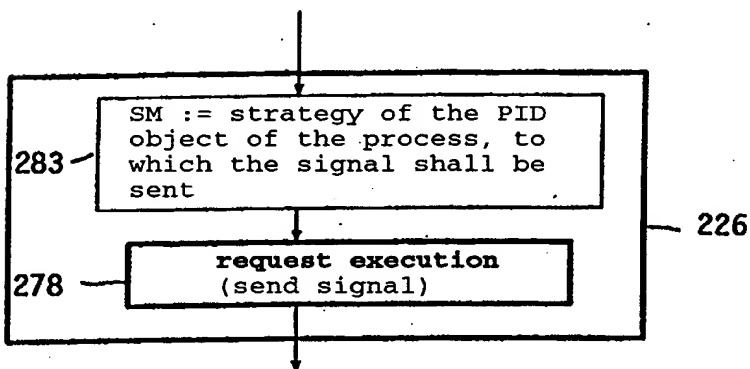 SM := strategy of the PID
object of the process, to
which the signal shall be
sent
283
226
request execution
(send signal)
278